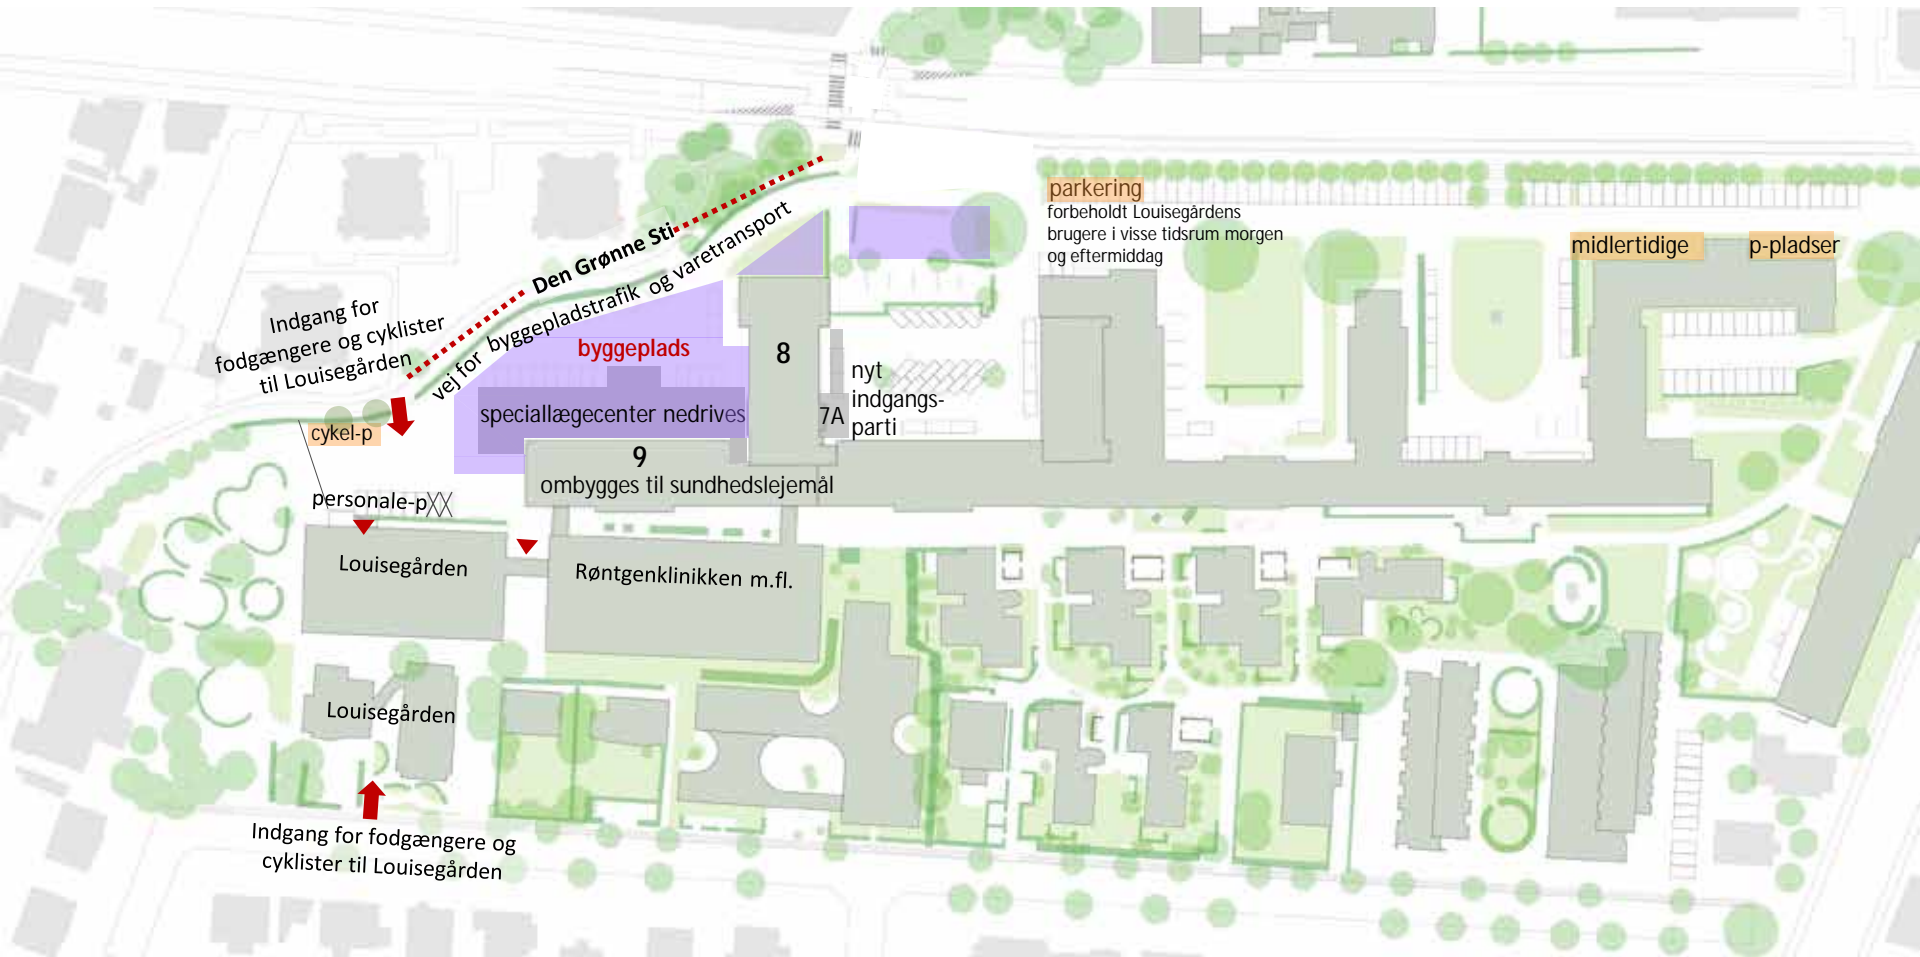 parkering
forbeholdt Louisegårdens
brugere i visse tidsrum morgen
og eftermiddag
midlertidige p-pladser
Den Grønne Sti
vej for byggepladstrafik og varetransport
Indgang for
fodgængere og cyklister
til Louisegården
byggeplads
8
nyt
indgangs-
parti
7A
speciallægecenter nedrives
cykel-p
9
ombygges til sundhedslejemål
personale-p
Louisegården
Røntgenklinikken m.fl.
Louisegården
Indgang for fodgængere og
cyklister til Louisegården